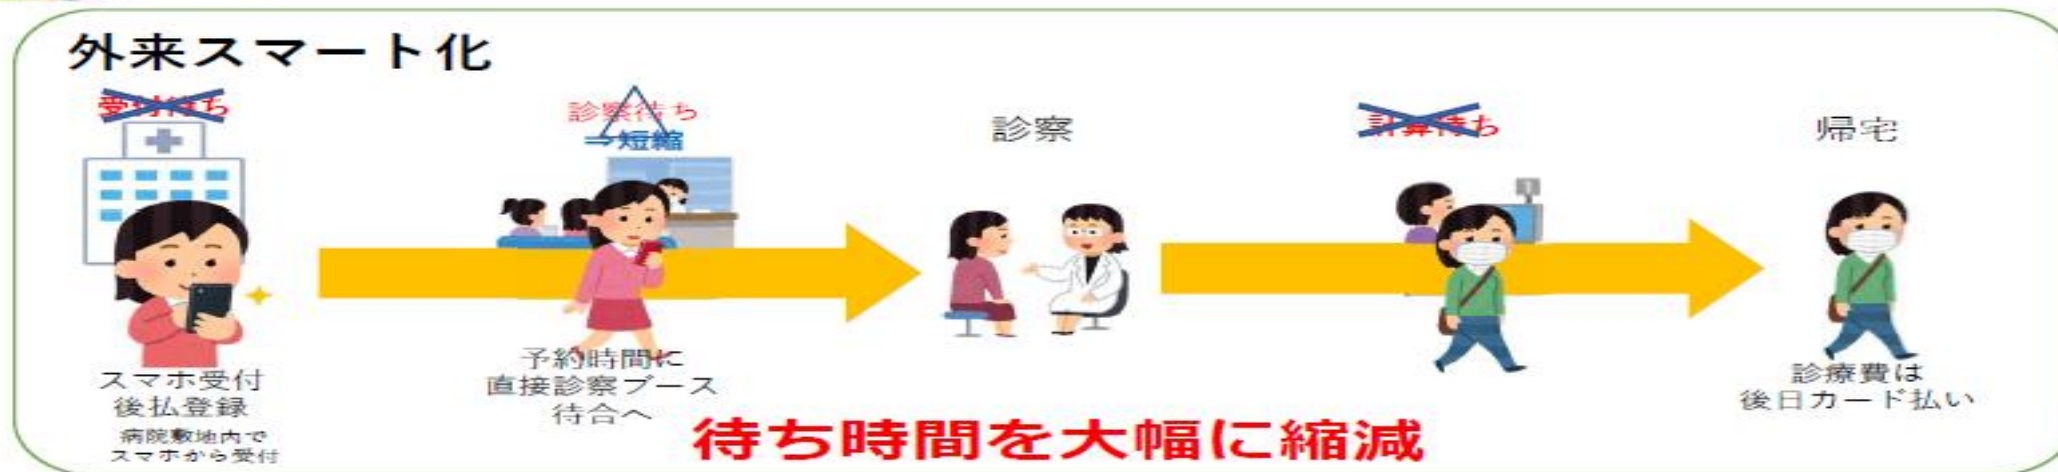 外来スマート化
受付待ち
診察待ち
⇒短縮
診察
計算待ち
帰宅
スマホ受付
後払登録
病院敷地内で
スマホから受付
予約時間に
直接診察ブース
待合へ
診療費は
後日カード払い
待ち時間を大幅に縮減